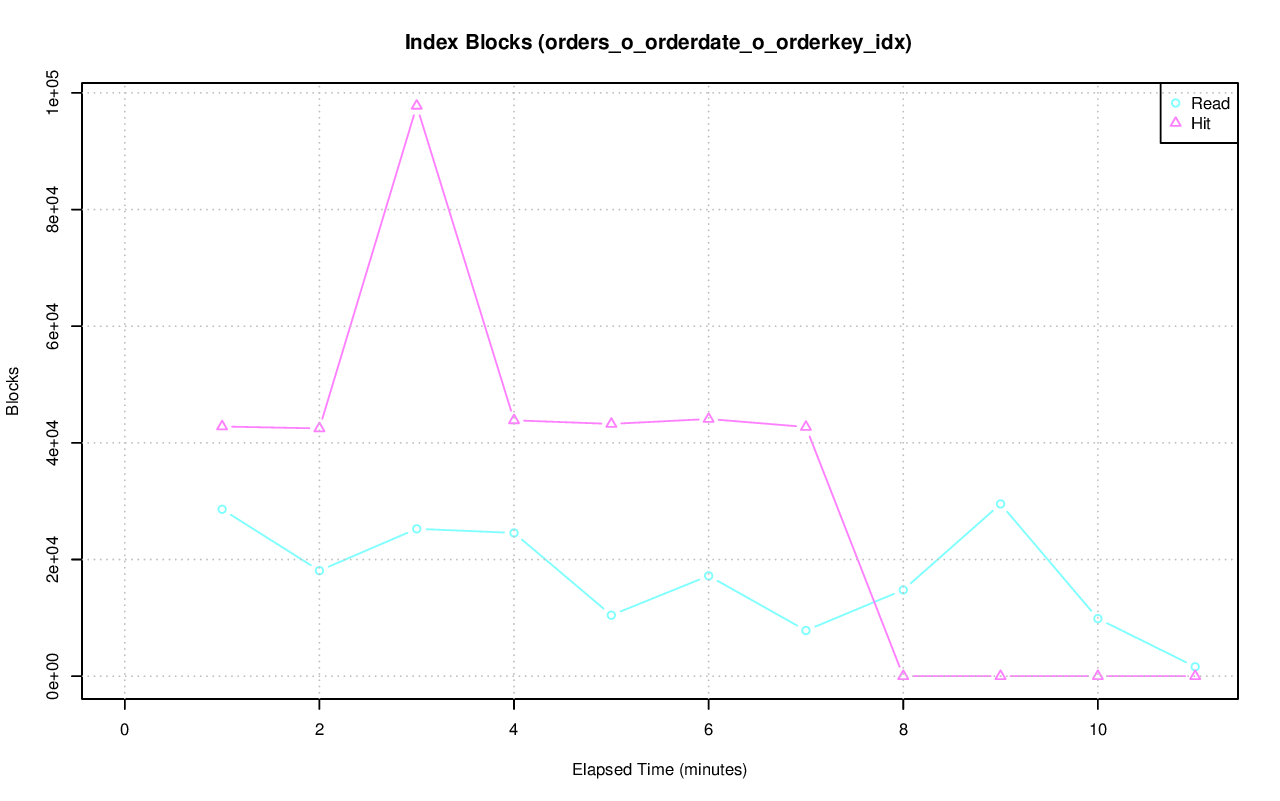 Index Blocks (orders_o_orderdate_o_orderkey_idx)
1e+05
8e+04
6e+04
4e+04
2e+04
0e+00
Blocks
Read
Hit
0 2 4 6 8 10
Elapsed Time (minutes)